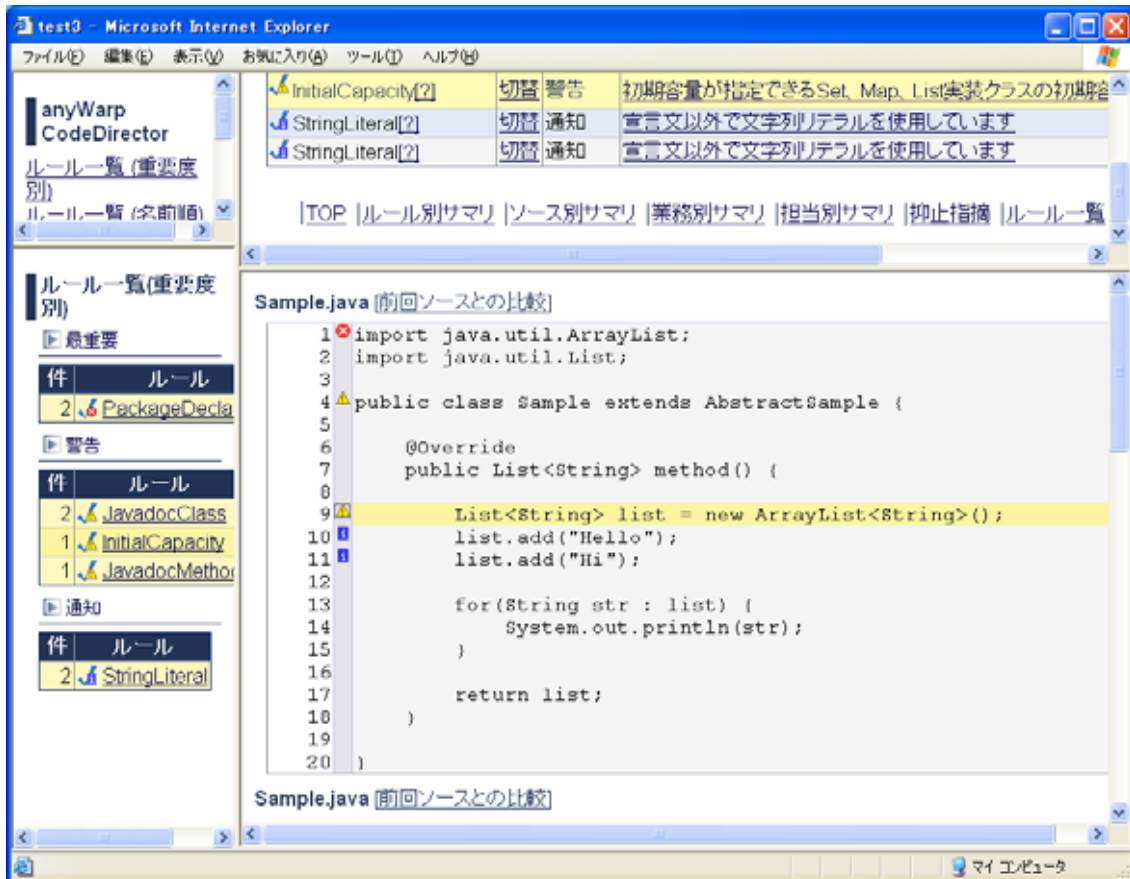 test3 - Microsoft Internet Explorer
ファイル(F) 編集(E) 表示(V) お気に入り(A) ツール(T) ヘルプ(H)
anyWarp
CodeDirector
ルール一覧 (重要度
別)
ルール一覧 (名前順)
InitialCapacity[?] 切替 警告 初期容量が指定できるSet, Map, List実装クラスの初期容
StringLiteral[?] 切替 通知 宣言文以外で文字列リテラルを使用しています
StringLiteral[?] 切替 通知 宣言文以外で文字列リテラルを使用しています
|TOP |ルール別サマリ |ソース別サマリ |業務別サマリ |担当別サマリ |抑止指摘 |ルール一覧
ルール一覧(重要度
別)
最重要
件 ルール
2 PackageDecla
警告
件 ルール
2 JavadocClass
1 InitialCapacity
1 JavadocMetho
通知
件 ルール
2 StringLiteral
Sample.java [前回ソースとの比較]
1 import java.util.ArrayList;
2 import java.util.List;
3
4 public class Sample extends AbstractSample {
5
6 @Override
7 public List<String> method() {
8
9 List<String> list = new ArrayList<String>();
10 list.add("Hello");
11 list.add("Hi");
12
13 for(String str : list) {
14 System.out.println(str);
15 }
16
17 return list;
18 }
19
20 }
Sample.java [前回ソースとの比較]
マイ コンピュータ